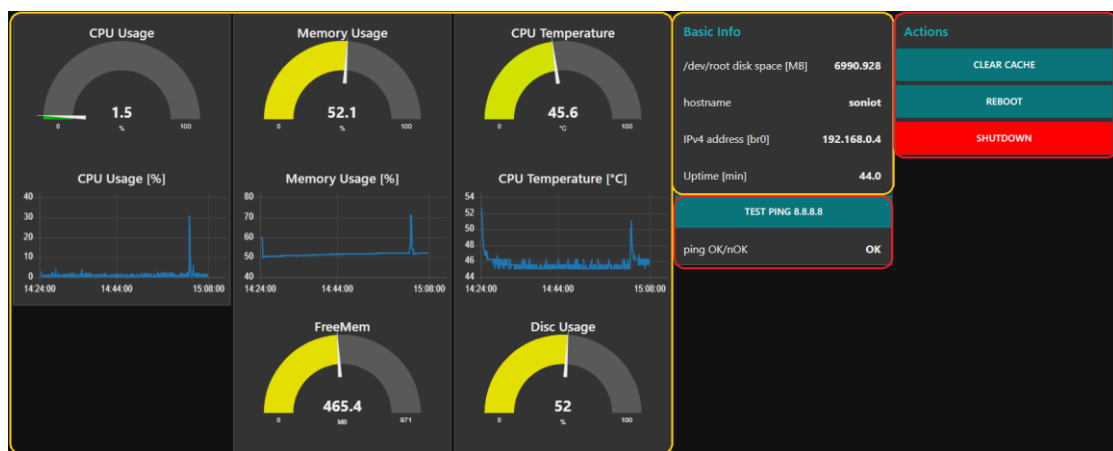 CPU Usage
1.5
%
0
100
Memory Usage
52.1
%
0
100
CPU Temperature
45.6
°C
0
100
CPU Usage [%]
40
30
20
10
0
14:24:00
14:44:00
15:08:00
Memory Usage [%]
80
70
60
50
40
14:24:00
14:44:00
15:08:00
CPU Temperature [°C]
54
52
50
48
46
44
14:24:00
14:44:00
15:08:00
FreeMem
465.4
MB
0
971
Disc Usage
52
%
0
100
Basic Info
/dev/root disk space [MB] 6990.928
hostname soniot
IPv4 address [br0] 192.168.0.4
Uptime [min] 44.0
TEST PING 8.8.8.8
ping OK/nOK OK
Actions
CLEAR CACHE
REBOOT
SHUTDOWN